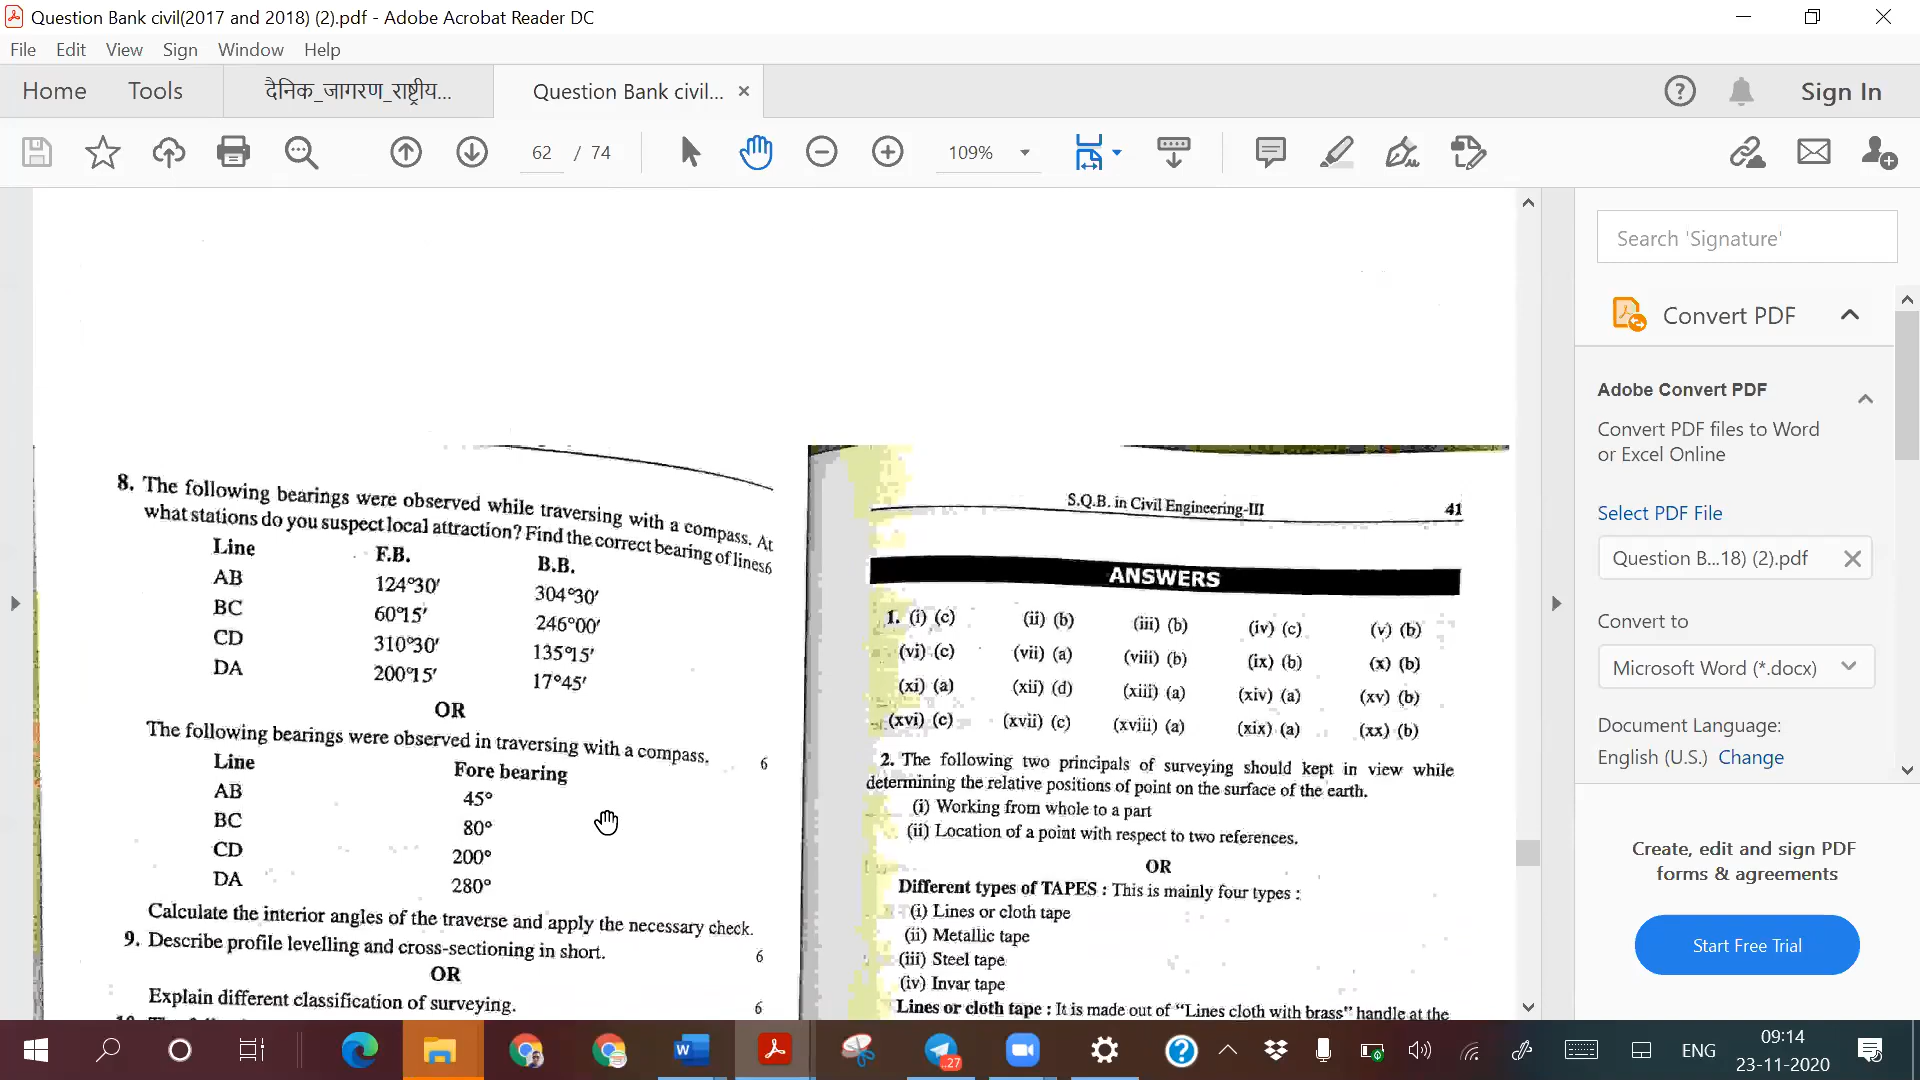 Question Bank civil(2017 and 2018) (2).pdf - Adobe Acrobat Reader DC
File Edit View Sign Window Help
Home Tools दैनिक_जागरण_राष्ट्रीय... Question Bank civil... × Sign In
62 / 74 109%
Search 'Signature'
Convert PDF
Adobe Convert PDF
Convert PDF files to Word
or Excel Online
Select PDF File
Question B...18) (2).pdf
Convert to
Microsoft Word (*.docx)
Document Language:
English (U.S.) Change
Create, edit and sign PDF
forms & agreements
Start Free Trial
8. The following bearings were observed while traversing with a compass. At
what stations do you suspect local attraction? Find the correct bearing of lines6
Line F.B. B.B.
AB 124°30′ 304°30′
BC 60°15′ 246°00′
CD 310°30′ 135°15′
DA 200°15′ 17°45′
OR
The following bearings were observed in traversing with a compass. 6
Line Fore bearing
AB 45°
BC 80°
CD 200°
DA 280°
Calculate the interior angles of the traverse and apply the necessary check.
9. Describe profile levelling and cross-sectioning in short. 6
OR
Explain different classification of surveying. 6
S.Q.B. in Civil Engineering-III 41
ANSWERS
1. (i) (c) (ii) (b) (iii) (b) (iv) (c) (v) (b)
(vi) (c) (vii) (a) (viii) (b) (ix) (b) (x) (b)
(xi) (a) (xii) (d) (xiii) (a) (xiv) (a) (xv) (b)
(xvi) (c) (xvii) (c) (xviii) (a) (xix) (a) (xx) (b)
2. The following two principals of surveying should kept in view while
determining the relative positions of point on the surface of the earth.
(i) Working from whole to a part
(ii) Location of a point with respect to two references.
OR
Different types of TAPES : This is mainly four types :
(i) Lines or cloth tape
(ii) Metallic tape
(iii) Steel tape
(iv) Invar tape
Lines or cloth tape : It is made out of "Lines cloth with brass" handle at the
ENG
09:14
23-11-2020